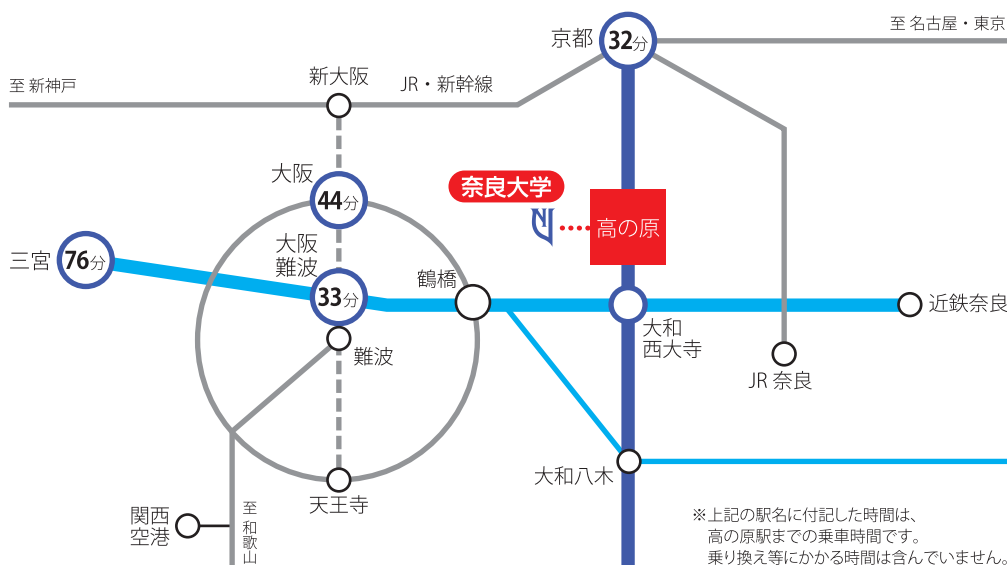 至 名古屋・東京
京都
32分
至 新神戸
新大阪
JR・新幹線
大阪
44分
奈良大学
高の原
三宮
76分
大阪
難波
33分
鶴橋
近鉄奈良
大和
西大寺
難波
JR 奈良
大和八木
天王寺
関西
空港
至 和歌山
※上記の駅名に付記した時間は、
高の原駅までの乗車時間です。
乗り換え等にかかる時間は含んでいません。